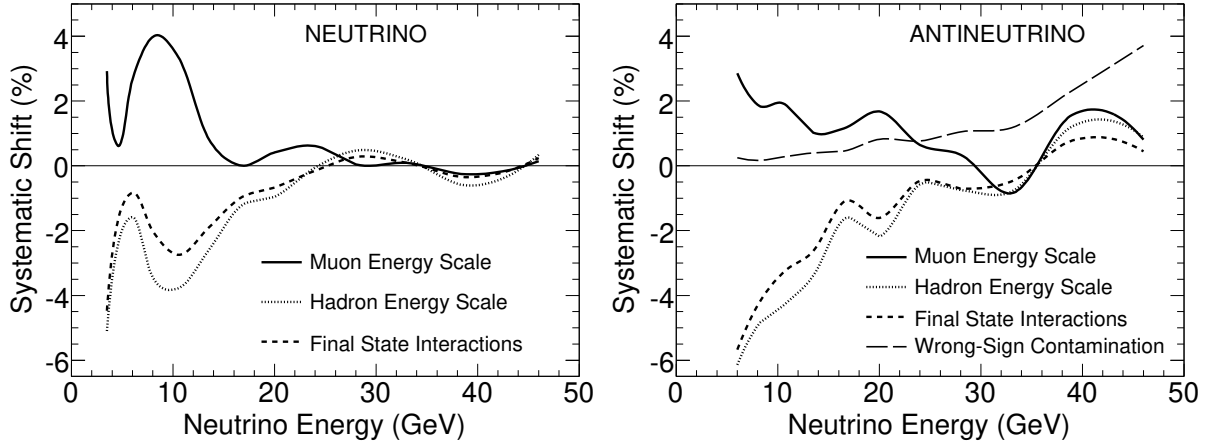 NEUTRINO
Systematic Shift (%)
4
2
0
-2
-4
-6
Muon Energy Scale
Hadron Energy Scale
Final State Interactions
0 10 20 30 40 50
Neutrino Energy (GeV)
ANTINEUTRINO
Systematic Shift (%)
4
2
0
-2
-4
-6
Muon Energy Scale
Hadron Energy Scale
Final State Interactions
Wrong-Sign Contamination
0 10 20 30 40 50
Neutrino Energy (GeV)